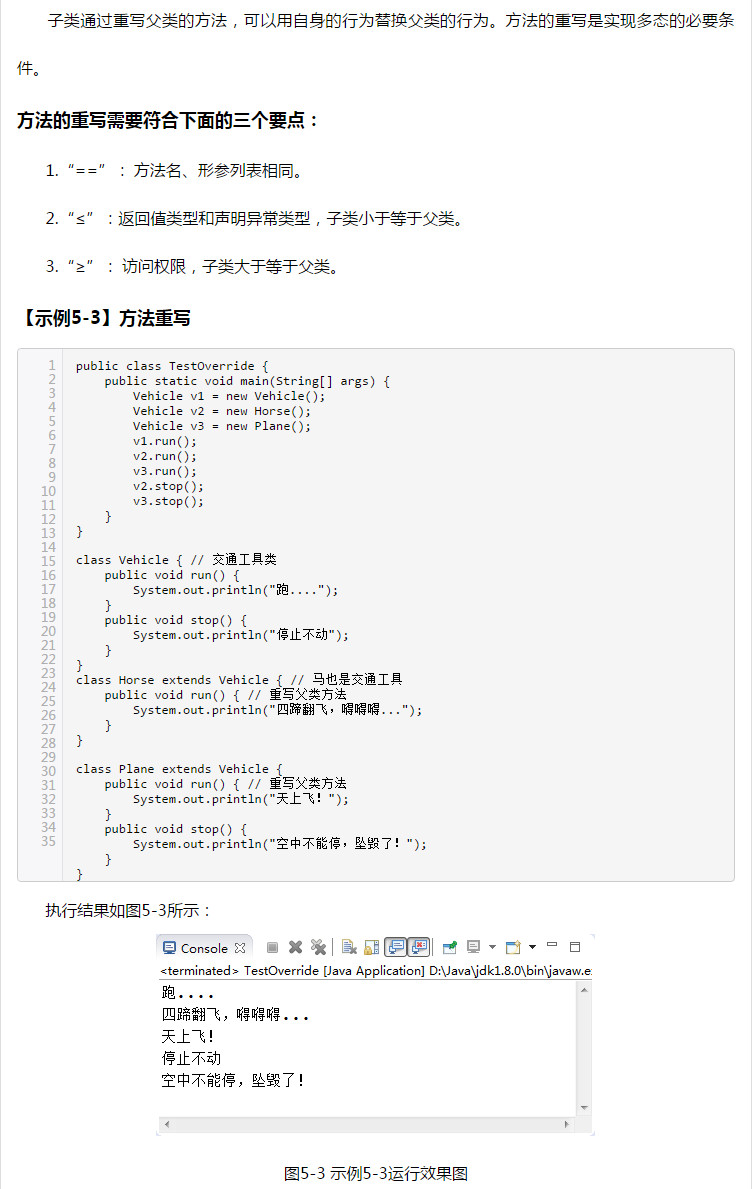 子类通过重写父类的方法，可以用自身的行为替换父类的行为。方法的重写是实现多态的必要条
件。
方法的重写需要符合下面的三个要点：
1.“==”： 方法名、形参列表相同。
2.“≤”：返回值类型和声明异常类型，子类小于等于父类。
3.“≥”： 访问权限，子类大于等于父类。
【示例5-3】方法重写
1 public class TestOverride {
2     public static void main(String[] args) {
3         Vehicle v1 = new Vehicle();
4         Vehicle v2 = new Horse();
5         Vehicle v3 = new Plane();
6         v1.run();
7         v2.run();
8         v3.run();
9         v2.stop();
10         v3.stop();
11     }
12 }
13
14 class Vehicle { // 交通工具类
15     public void run() {
16         System.out.println("跑....");
17     }
18     public void stop() {
19         System.out.println("停止不动");
20     }
21 }
22 class Horse extends Vehicle { // 马也是交通工具
23     public void run() { // 重写父类方法
24         System.out.println("四蹄翻飞，嘚嘚嘚...");
25     }
26 }
27
28 class Plane extends Vehicle {
29     public void run() { // 重写父类方法
30         System.out.println("天上飞！");
31     }
32     public void stop() {
33         System.out.println("空中不能停，坠毁了！");
34     }
35 }
执行结果如图5-3所示：
Console
<terminated> TestOverride [Java Application] D:\Java\jdk1.8.0\bin\javaw.e
跑....
四蹄翻飞，嘚嘚嘚...
天上飞！
停止不动
空中不能停，坠毁了！
图5-3 示例5-3运行效果图